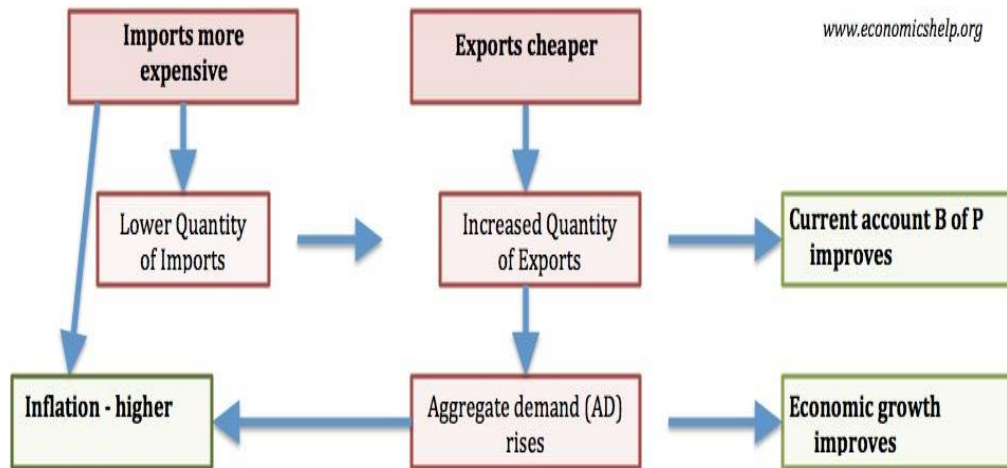 Imports more
expensive
Exports cheaper
www.economicshelp.org
Lower Quantity
of Imports
Increased Quantity
of Exports
Current account B of P
improves
Inflation - higher
Aggregate demand (AD)
rises
Economic growth
improves